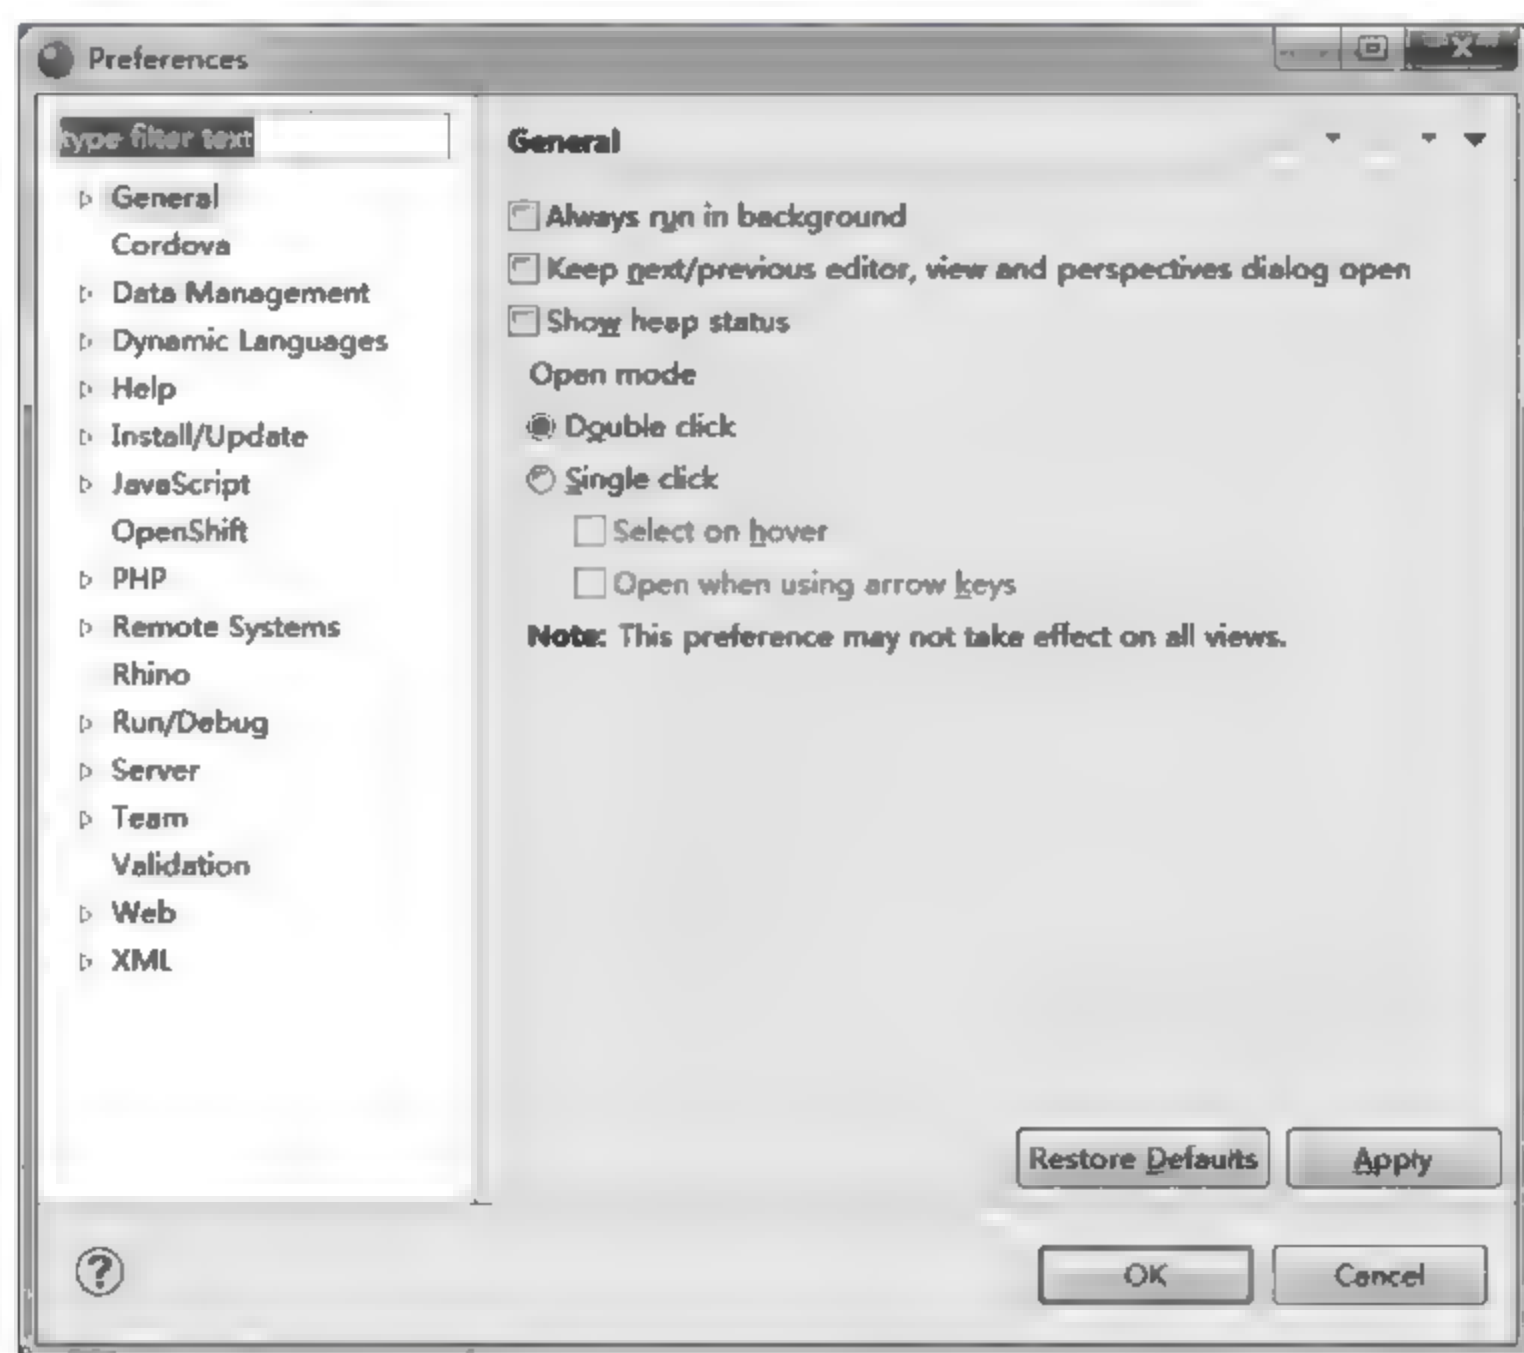 Preferences
type filter text
General
Cordova
Data Management
Dynamic Languages
Help
Install/Update
JavaScript
OpenShift
PHP
Remote Systems
Rhino
Run/Debug
Server
Team
Validation
Web
XML
General
Always run in background
Keep next/previous editor, view and perspectives dialog open
Show heap status
Open mode
Double click
Single click
Select on hover
Open when using arrow keys
Note: This preference may not take effect on all views.
Restore Defaults
Apply
?
OK
Cancel